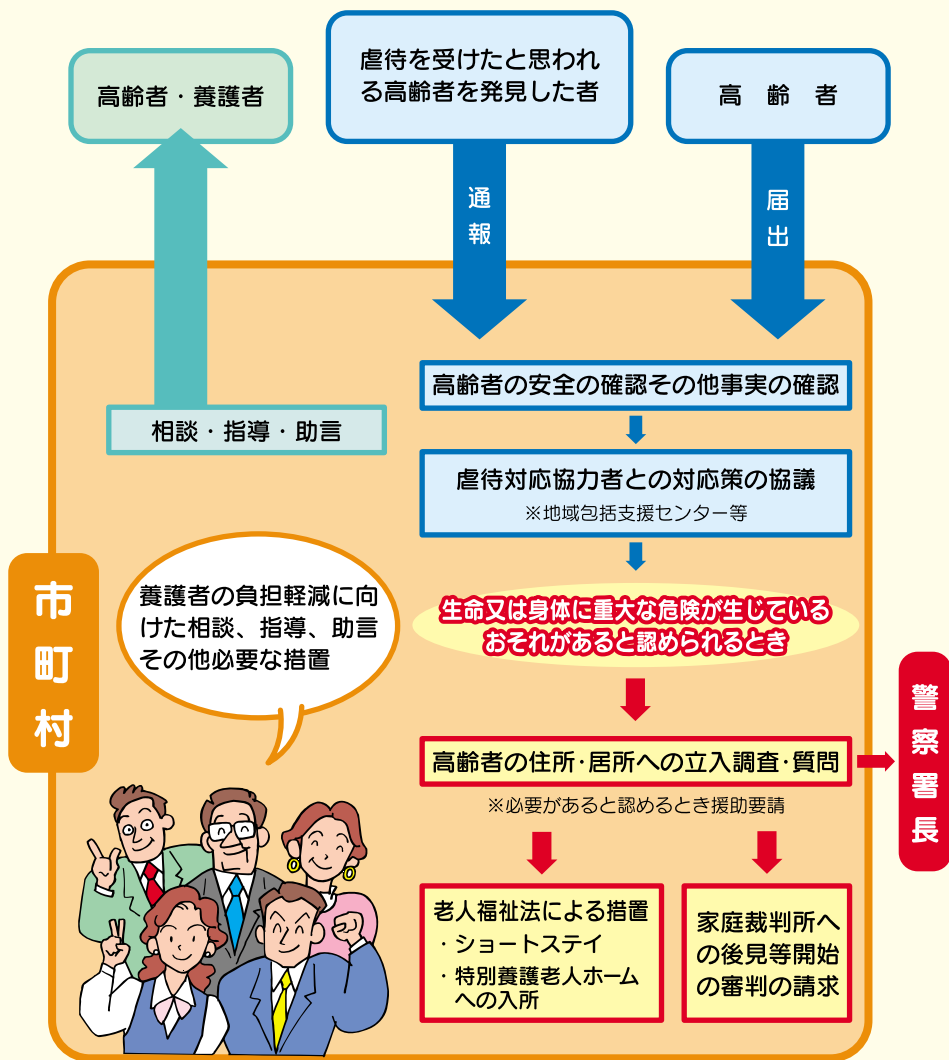 高齢者・養護者
虐待を受けたと思われ
る高齢者を発見した者
高齢者
通報
届出
高齢者の安全の確認その他事実の確認
相談・指導・助言
虐待対応協力者との対応策の協議
※地域包括支援センター等
市町村
養護者の負担軽減に向
けた相談、指導、助言
その他必要な措置
生命又は身体に重大な危険が生じている
おそれがあると認められるとき
高齢者の住所・居所への立入調査・質問
警察署長
※必要があると認めるとき援助要請
老人福祉法による措置
・ショートステイ
・特別養護老人ホーム
への入所
家庭裁判所へ
の後見等開始
の審判の請求